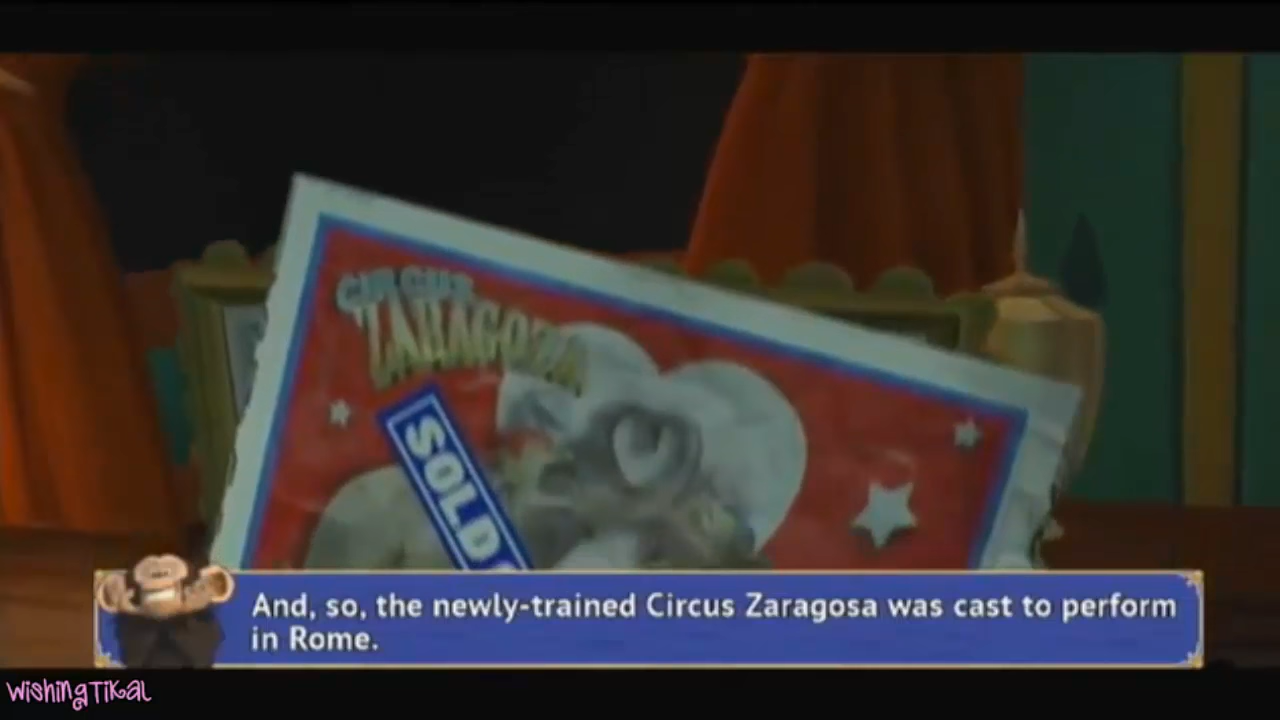 CIRCUS
ZARAGOZA
SOLD
And, so, the newly-trained Circus Zaragosa was cast to perform
in Rome.
WishingTikal